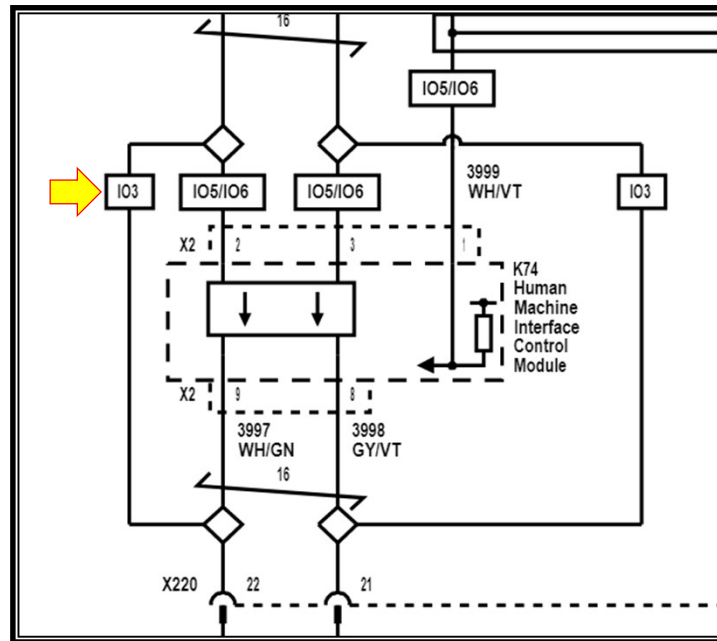 16
IO5/IO6
3999
WH/VT
IO3
IO5/IO6
IO5/IO6
IO3
X2
2
3
1
K74
Human
Machine
Interface
Control
Module
X2
9
8
3997
WH/GN
3998
GY/VT
16
X220
22
21